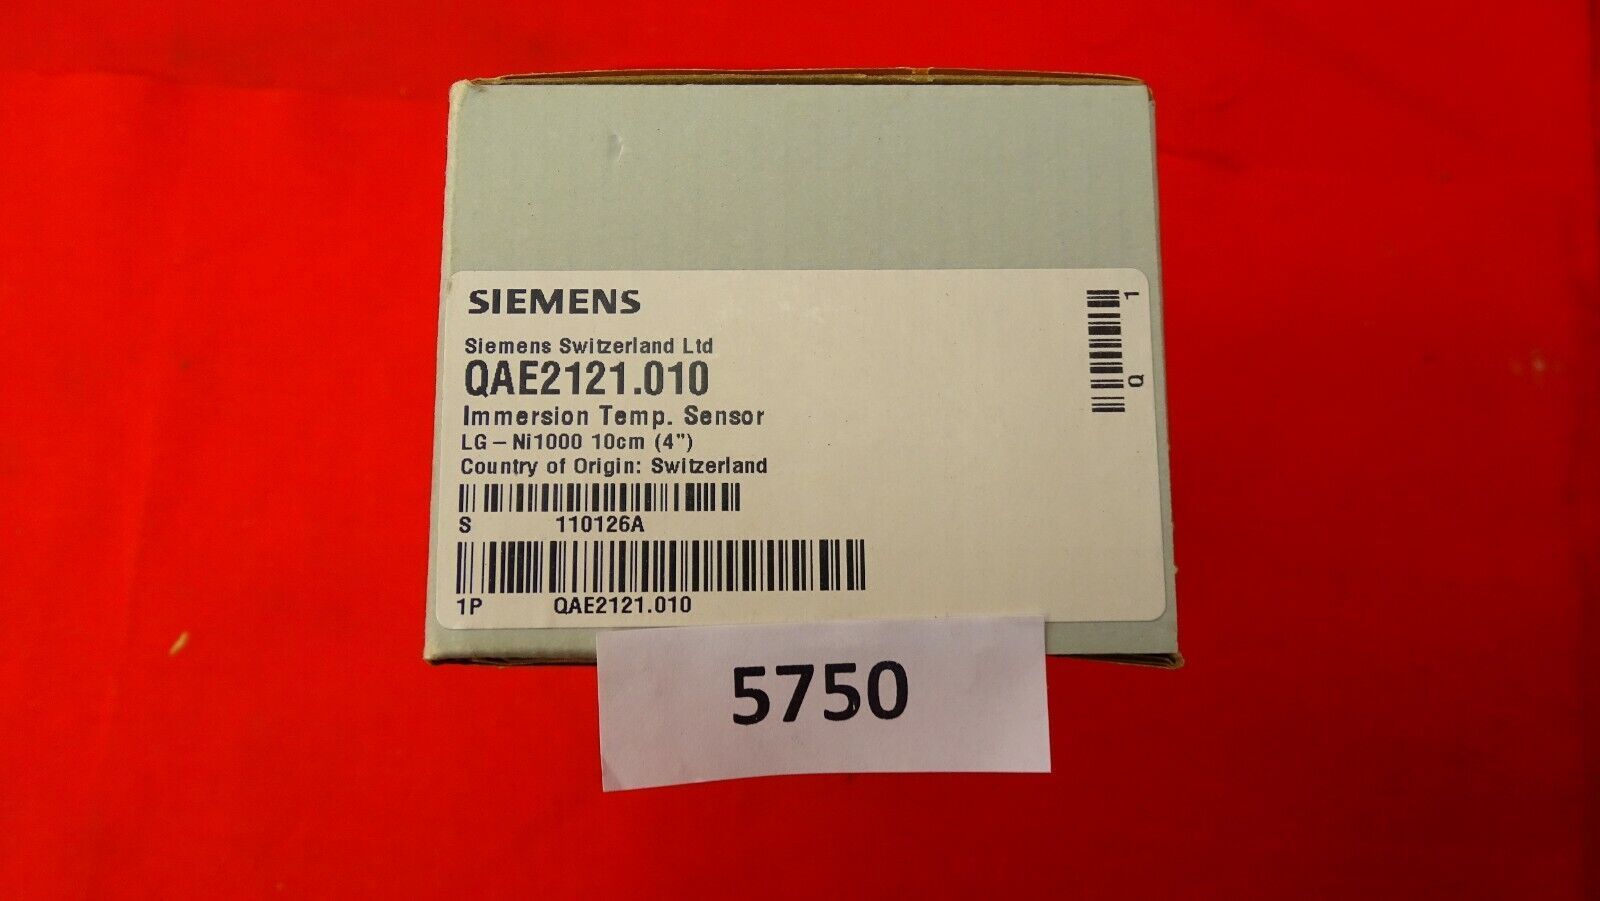 SIEMENS
Siemens Switzerland Ltd
QAE2121.010
Immersion Temp. Sensor
LG – Ni1000 10cm (4")
Country of Origin: Switzerland
S 110126A
1P QAE2121.010
Q 1
5750